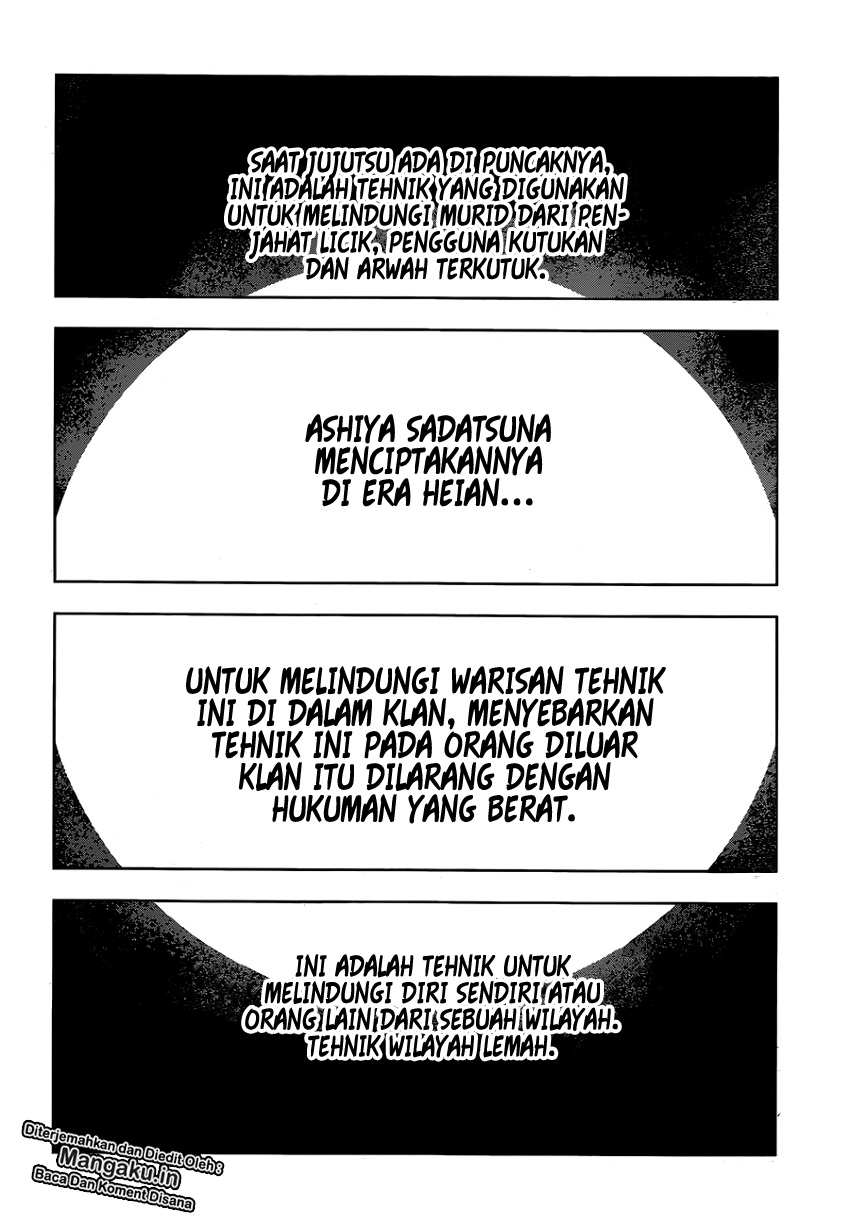 SAAT JUJUTSU ADA DI PUNCAKNYA,
INI ADALAH TEHNIK YANG DIGUNAKAN
UNTUK MELINDUNGI MURID DARI PEN-
JAHAT LICIK, PENGGUNA KUTUKAN
DAN ARWAH TERKUTUK.
ASHIYA SADATSUNA
MENCIPTAKANNYA
DI ERA HEIAN...
UNTUK MELINDUNGI WARISAN TEHNIK
INI DI DALAM KLAN, MENYEBARKAN
TEHNIK INI PADA ORANG DILUAR
KLAN ITU DILARANG DENGAN
HUKUMAN YANG BERAT.
INI ADALAH TEHNIK UNTUK
MELINDUNGI DIRI SENDIRI ATAU
ORANG LAIN DARI SEBUAH WILAYAH.
TEHNIK WILAYAH LEMAH.
Diterjemahkan dan Diedit Oleh:
Mangaku.in
Baca Dan Koment Disana